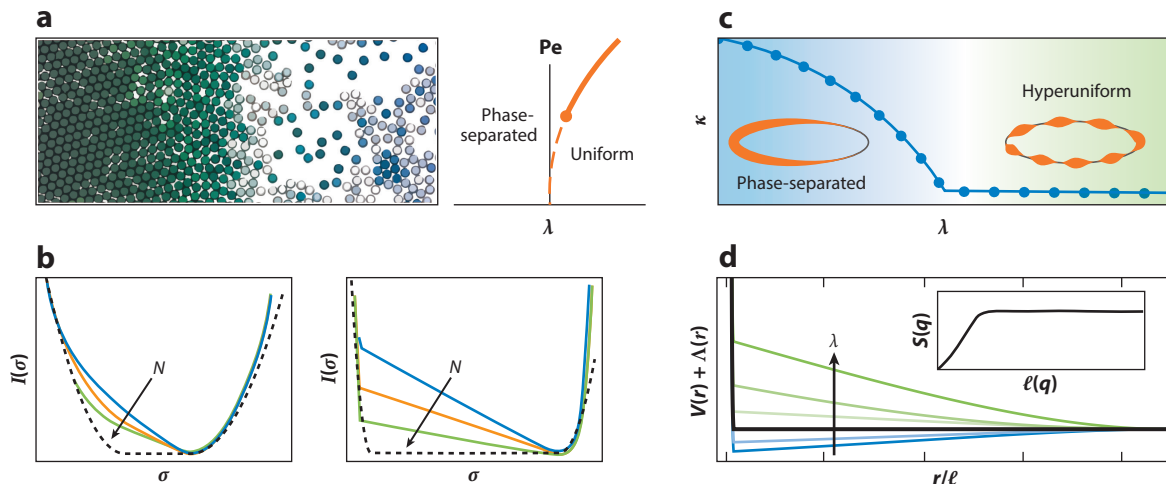 a
Pe
Phase-
separated
Uniform
λ
b
I(σ)
N
σ
I(σ)
N
σ
c
κ
Phase-separated
Hyperuniform
λ
d
V(r) + Λ(r)
λ
S(q)
ℓ(q)
r/ℓ